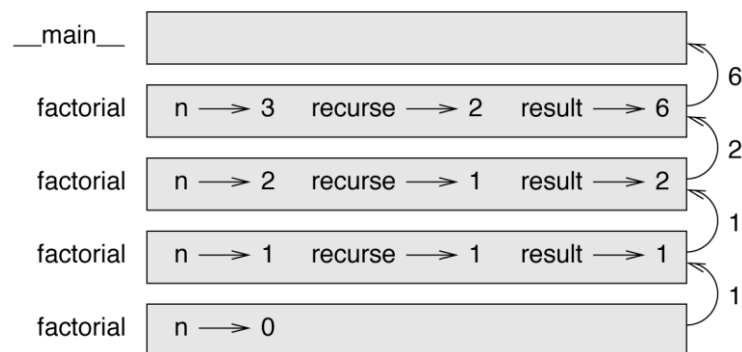 __main__
6
factorial n 3 recurse 2 result 6
2
factorial n 2 recurse 1 result 2
1
factorial n 1 recurse 1 result 1
1
factorial n 0